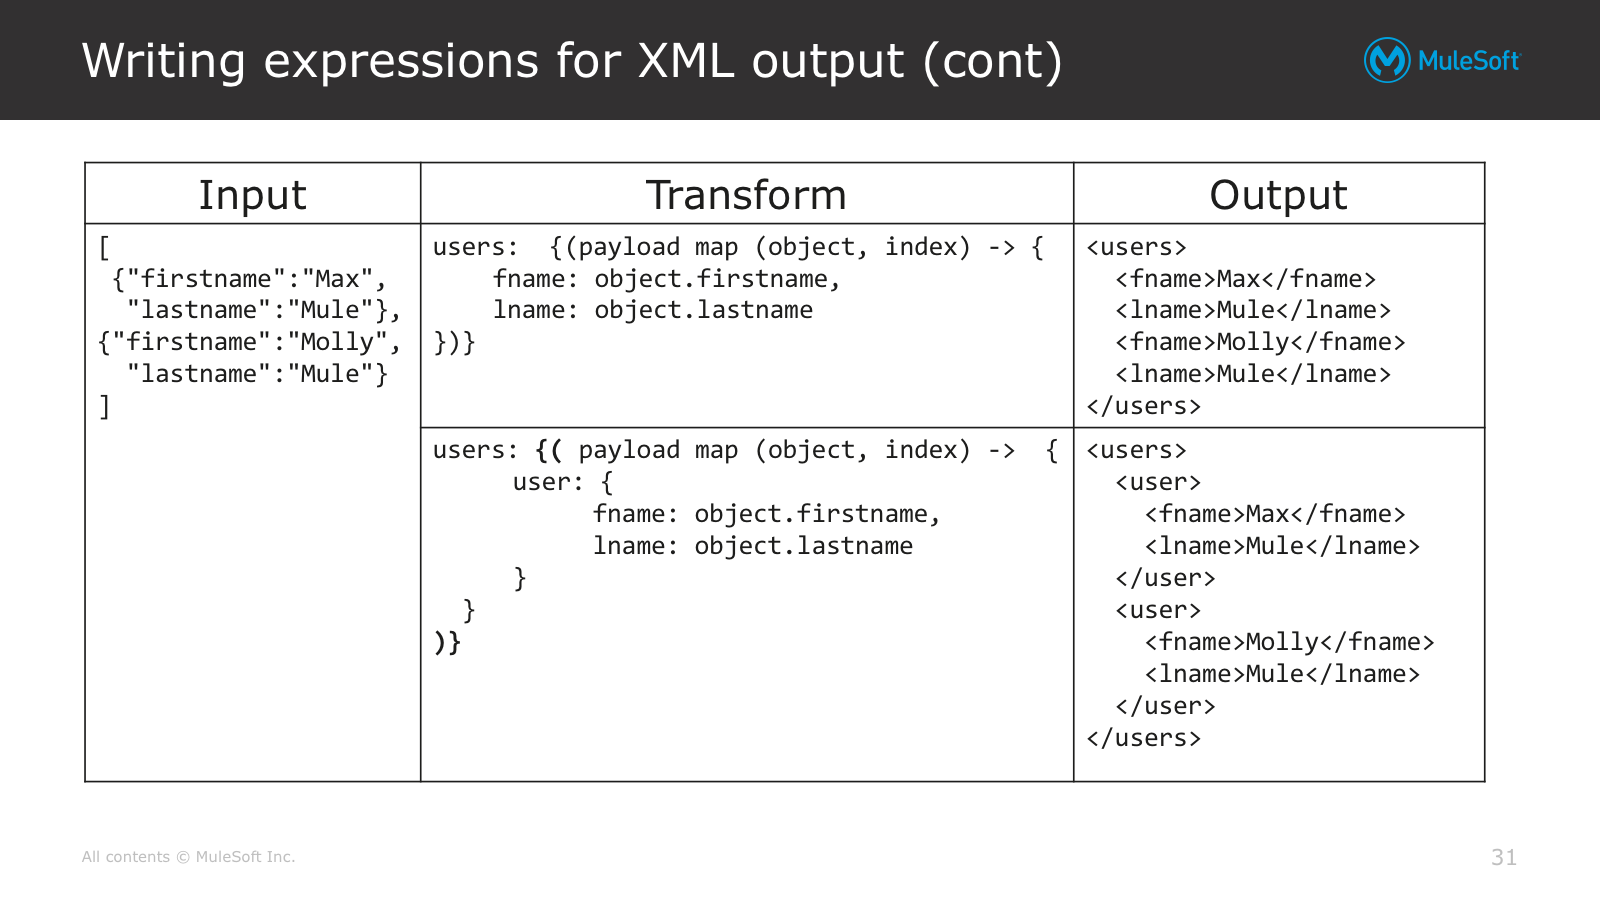 Writing expressions for XML output (cont)
MuleSoft
Input
Transform
Output
[
 {"firstname":"Max",
  "lastname":"Mule"},
{"firstname":"Molly",
  "lastname":"Mule"}
]
users:  {(payload map (object, index) -> {
    fname: object.firstname,
    lname: object.lastname
})}
<users>
  <fname>Max</fname>
  <lname>Mule</lname>
  <fname>Molly</fname>
  <lname>Mule</lname>
</users>
users: {( payload map (object, index) ->  {
     user: {
          fname: object.firstname,
          lname: object.lastname
     }
  }
)}
<users>
  <user>
    <fname>Max</fname>
    <lname>Mule</lname>
  </user>
  <user>
    <fname>Molly</fname>
    <lname>Mule</lname>
  </user>
</users>
All contents © MuleSoft Inc.
31